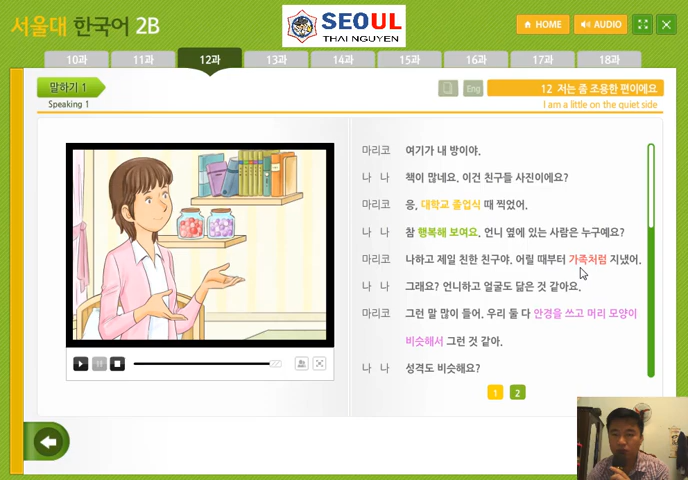 서울대 한국어 2B
SEOUL
THAI NGUYEN
HOME
AUDIO
10과
11과
12과
13과
14과
15과
16과
17과
18과
말하기 1
Speaking 1
Eng
12 저는 좀 조용한 편이에요
I am a little on the quiet side
마리코 여기가 내 방이야.
나 나 책이 많네요. 이건 친구들 사진이에요?
마리코 응, 대학교 졸업식 때 찍었어.
나 나 참 행복해 보여요. 언니 옆에 있는 사람은 누구예요?
마리코 나하고 제일 친한 친구야. 어릴 때부터 가족처럼 지냈어.
나 나 그래요? 언니하고 얼굴도 닮은 것 같아요.
마리코 그런 말 많이 들어. 우리 둘 다 안경을 쓰고 머리 모양이
비슷해서 그런 것 같아.
나 나 성격도 비슷해요?
1 2